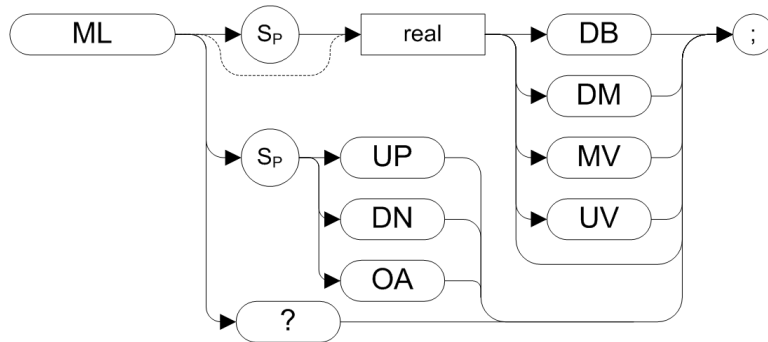 ML SP real DB ;
DM
SP UP MV
DN UV
OA
?